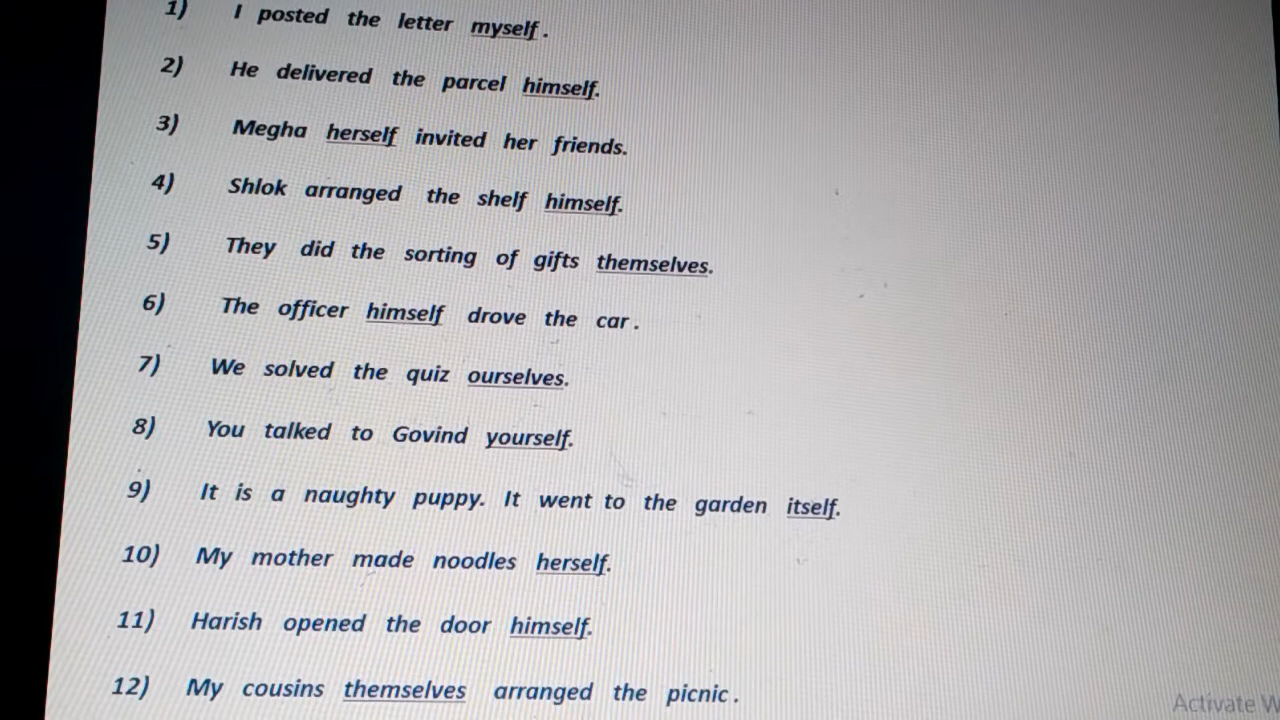 1) I posted the letter myself.
2) He delivered the parcel himself.
3) Megha herself invited her friends.
4) Shlok arranged the shelf himself.
5) They did the sorting of gifts themselves.
6) The officer himself drove the car.
7) We solved the quiz ourselves.
8) You talked to Govind yourself.
9) It is a naughty puppy. It went to the garden itself.
10) My mother made noodles herself.
11) Harish opened the door himself.
12) My cousins themselves arranged the picnic.
Activate W